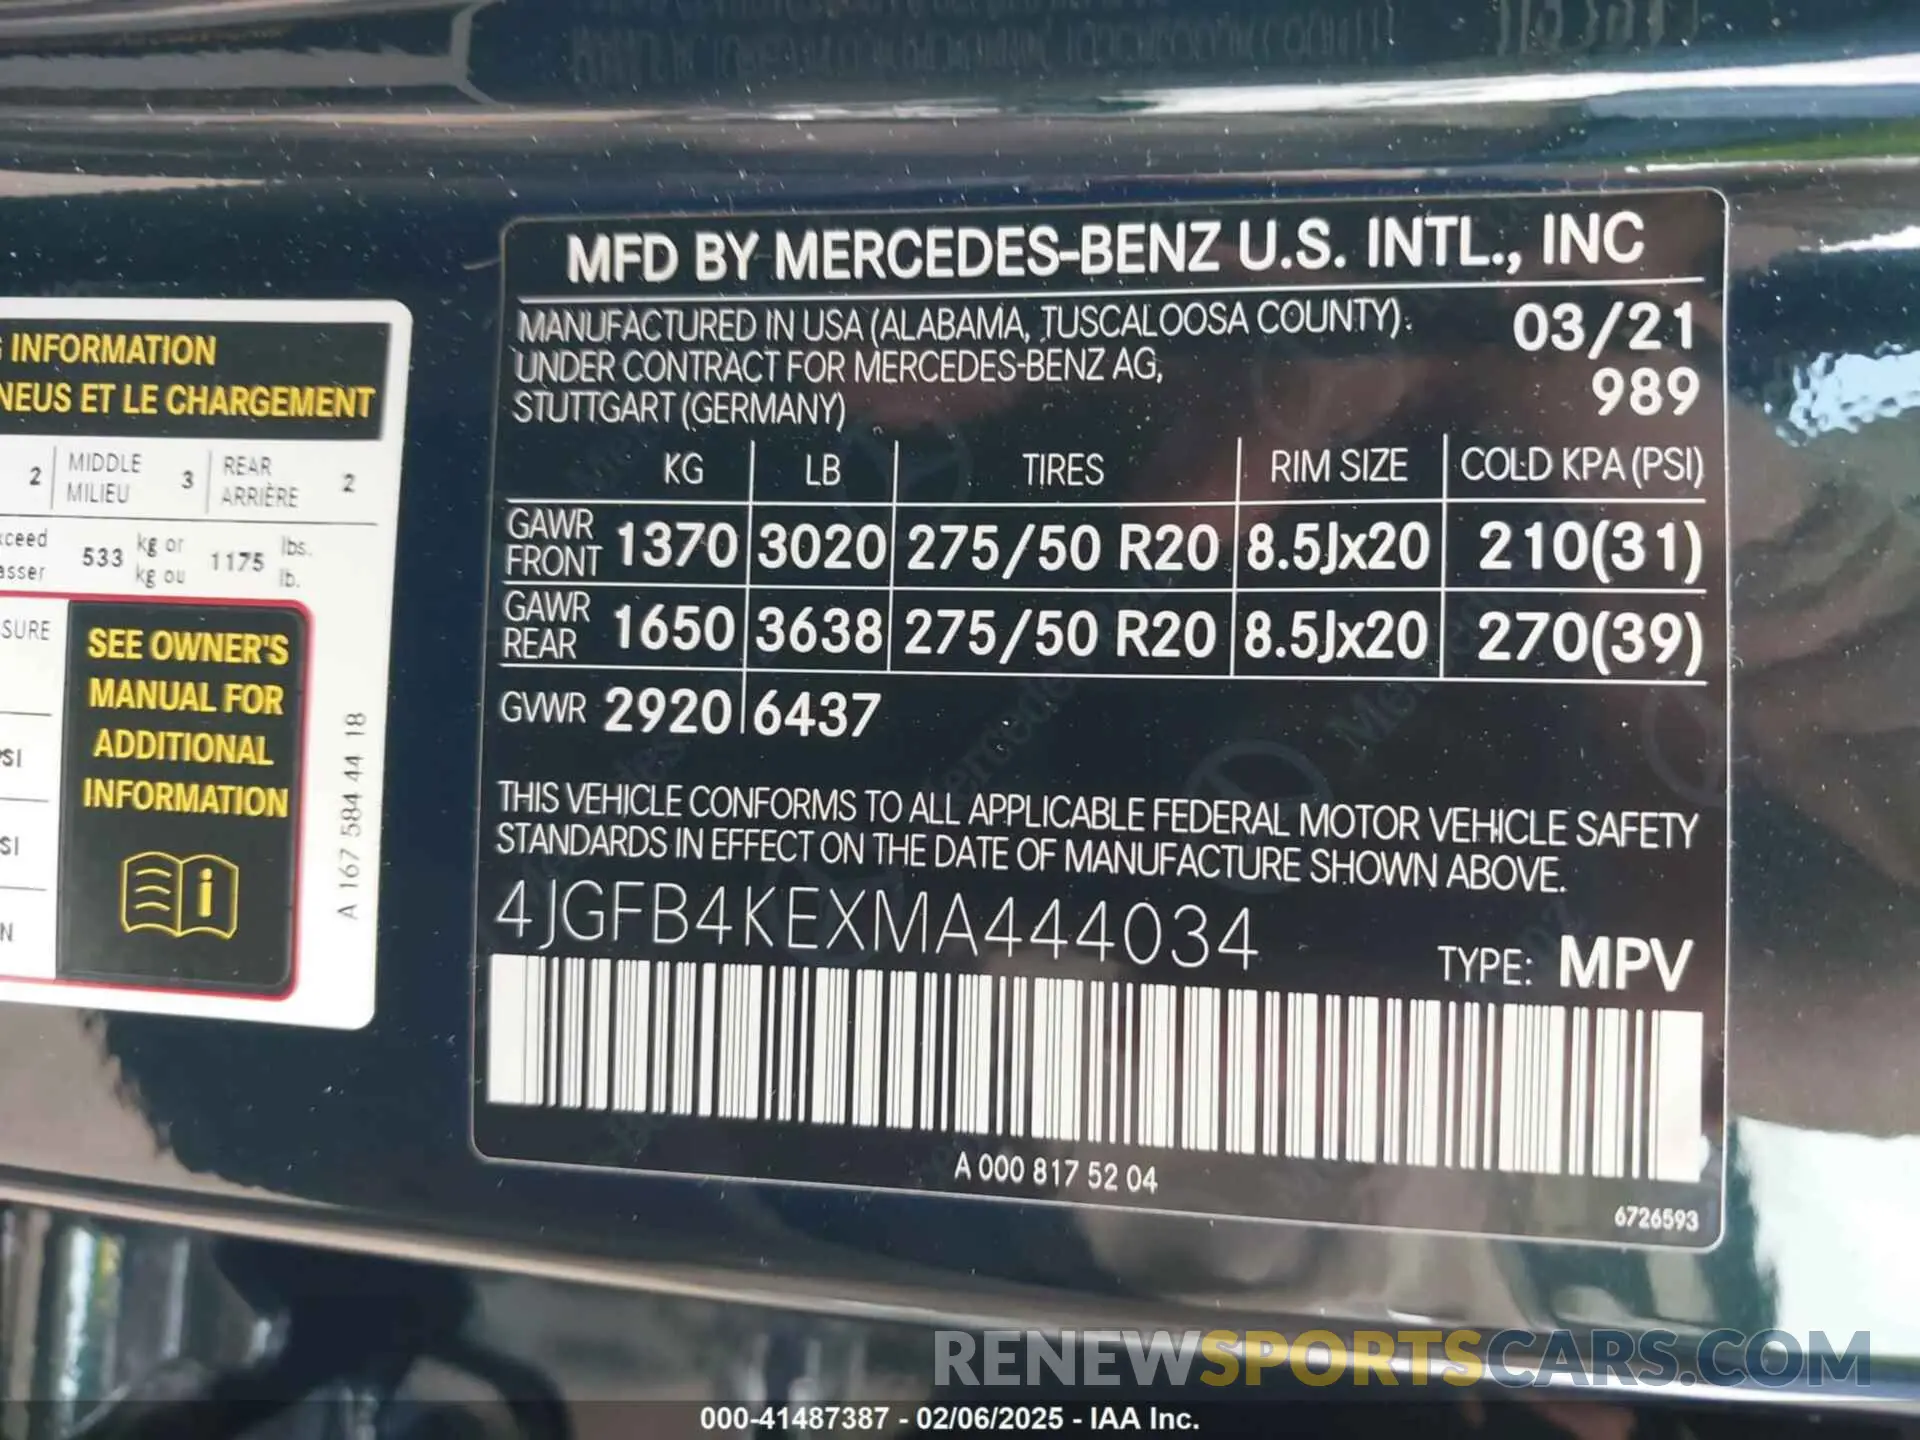 MFD BY MERCEDES-BENZ U.S. INTL., INC
MANUFACTURED IN USA (ALABAMA, TUSCALOOSA COUNTY). 03/21
UNDER CONTRACT FOR MERCEDES-BENZ AG, 989
STUTTGART (GERMANY)
KG LB TIRES RIM SIZE COLD KPA (PSI)
GAWR FRONT 1370 3020 275/50 R20 8.5Jx20 210(31)
GAWR REAR 1650 3638 275/50 R20 8.5Jx20 270(39)
GVWR 2920 6437
THIS VEHICLE CONFORMS TO ALL APPLICABLE FEDERAL MOTOR VEHICLE SAFETY
STANDARDS IN EFFECT ON THE DATE OF MANUFACTURE SHOWN ABOVE.
4JGFB4KEXMA444034
TYPE: MPV
A 000 817 52 04
6726593
INFORMATION
ET LE CHARGEMENT
2 MIDDLE MILIEU 3 REAR ARRIÈRE 2
533 kg or 1175 lbs.
kg ou lb.
SEE OWNER'S
MANUAL FOR
ADDITIONAL
INFORMATION
i
A 167 584 44 18
RENEWSPORTSCARS.COM
000-41487387 - 02/06/2025 - IAA Inc.